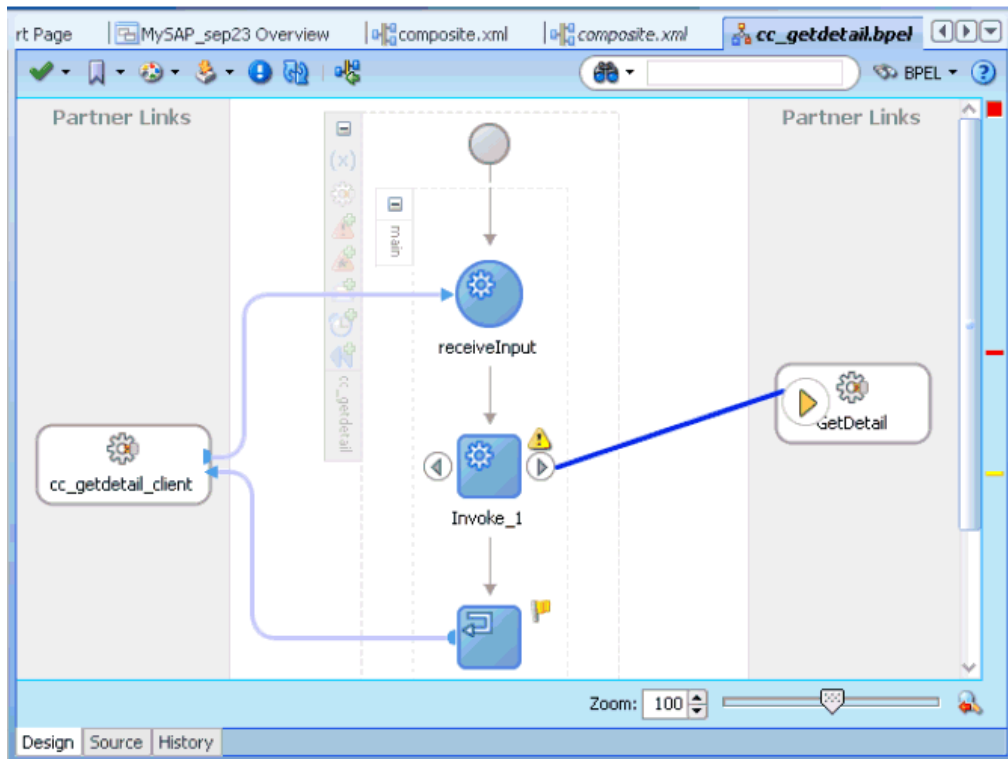 rt Page
MySAP_sep23 Overview
composite.xml
composite.xml
cc_getdetail.bpel
BPEL
Partner Links
Partner Links
(x)
main
receiveInput
cc_getdetail
GetDetail
cc_getdetail_client
Invoke_1
Zoom: 100
Design Source History